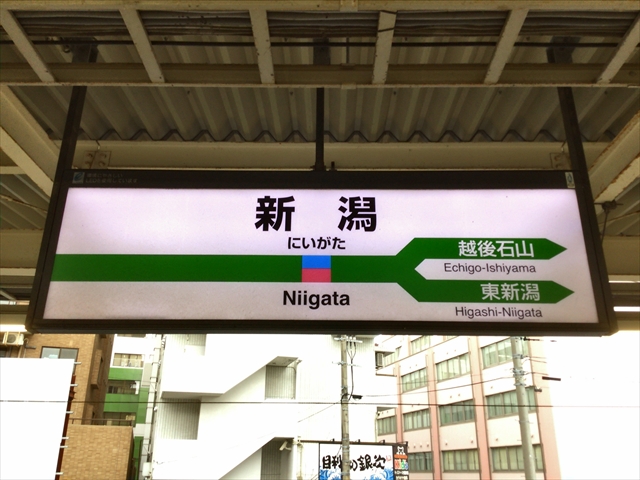 新潟
にいがた
Niigata
越後石山
Echigo-Ishiyama
東新潟
Higashi-Niigata